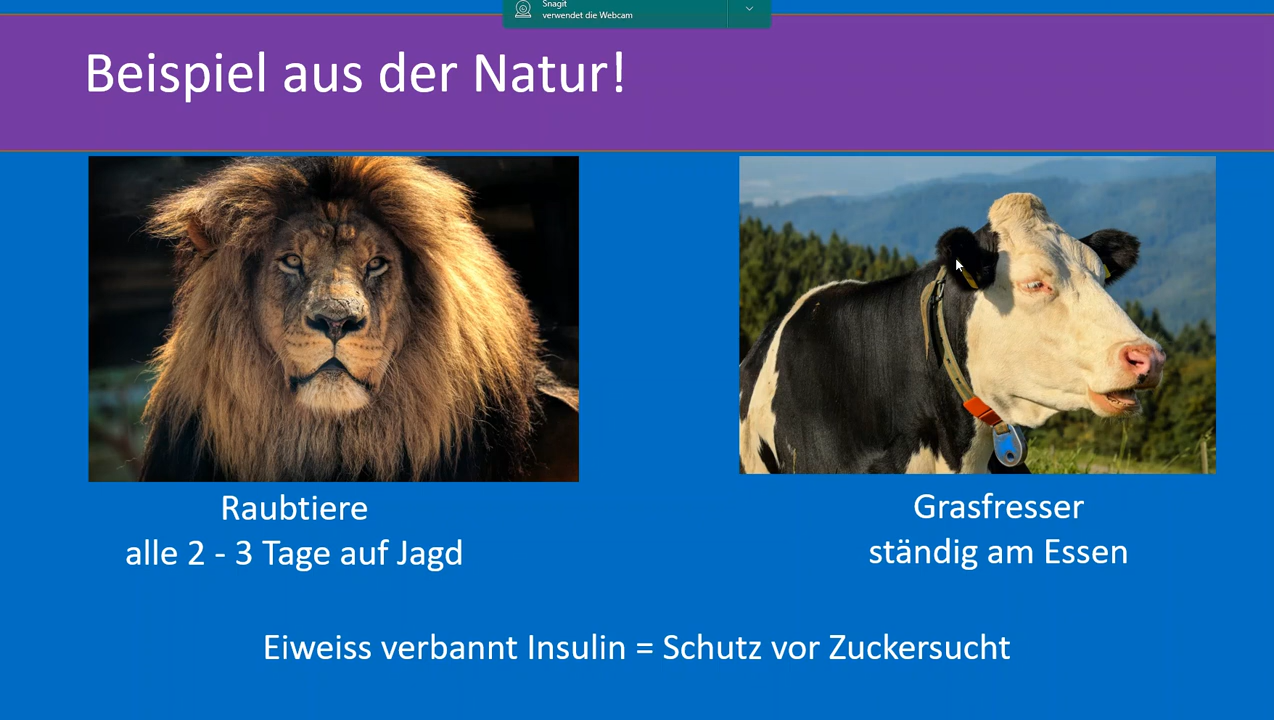 Snagit
verwendet die Webcam
Beispiel aus der Natur!
Raubtiere
alle 2 - 3 Tage auf Jagd
Grasfresser
ständig am Essen
Eiweiss verbannt Insulin = Schutz vor Zuckersucht